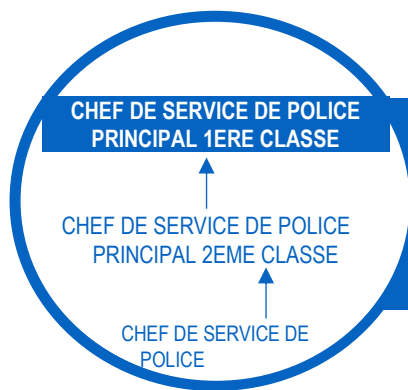 CHEF DE SERVICE DE POLICE
PRINCIPAL 1ERE CLASSE
CHEF DE SERVICE DE POLICE
PRINCIPAL 2EME CLASSE
CHEF DE SERVICE DE
POLICE